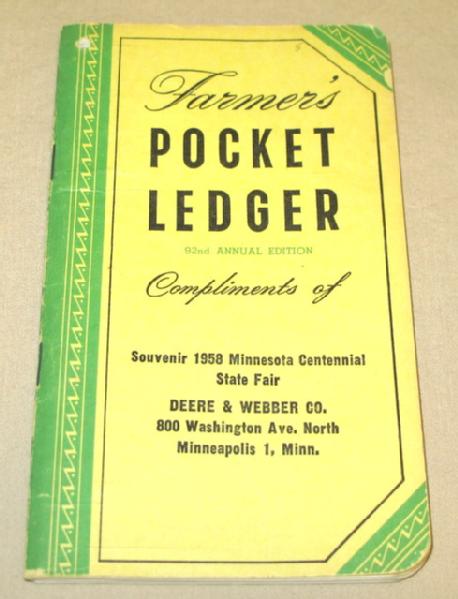 Farmer's
POCKET
LEDGER
92nd ANNUAL EDITION
Compliments of
Souvenir 1958 Minnesota Centennial
State Fair
DEERE & WEBBER CO.
800 Washington Ave. North
Minneapolis 1, Minn.